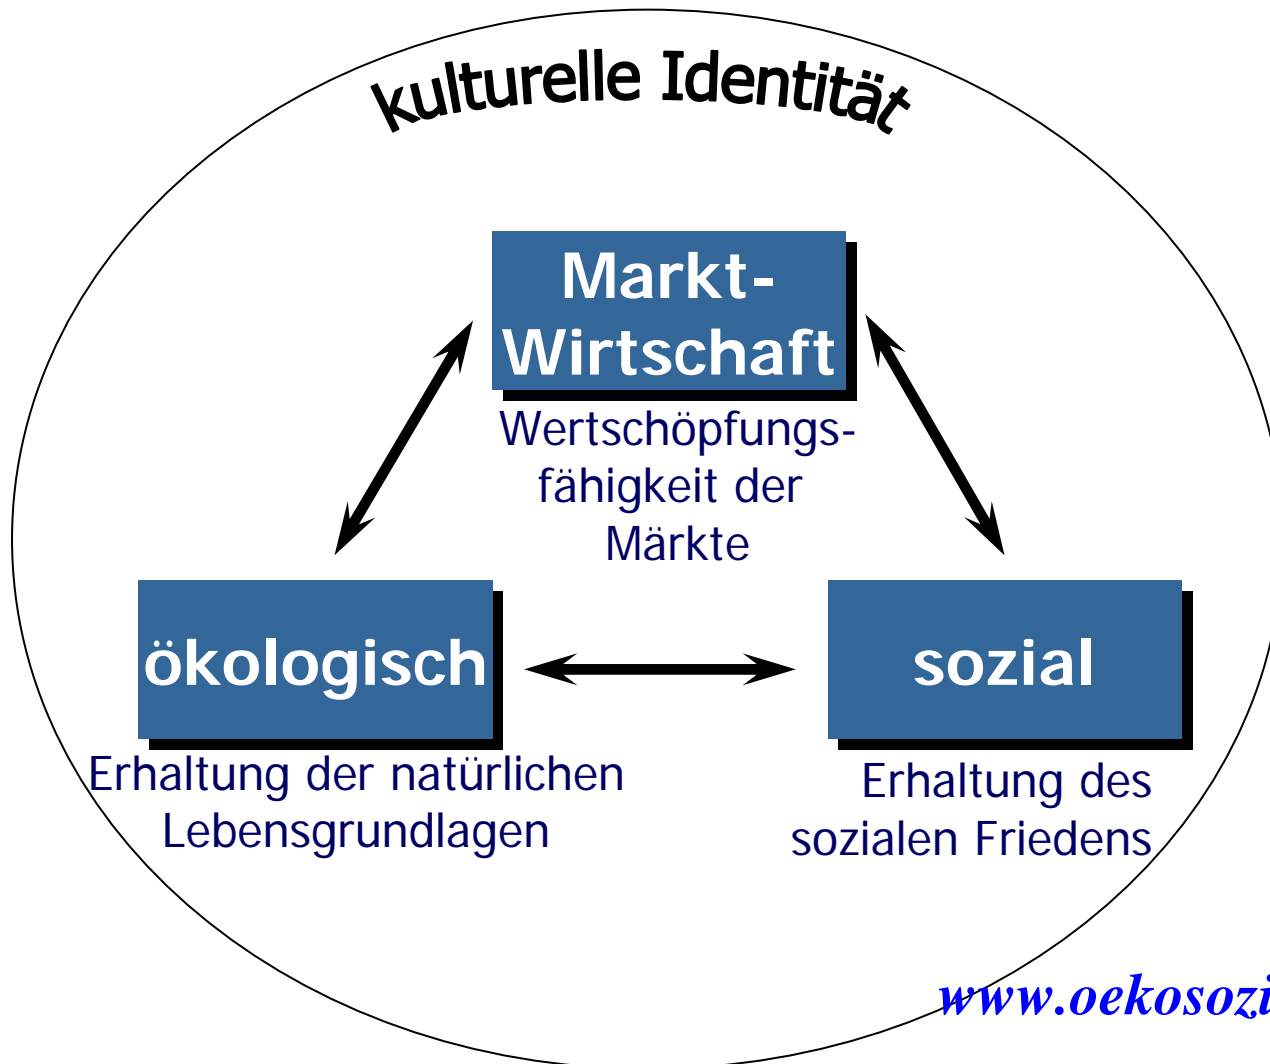 kulturelle Identität
Markt-
Wirtschaft
Wertschöpfungs-
fähigkeit der
Märkte
ökologisch
sozial
Erhaltung der natürlichen
Lebensgrundlagen
Erhaltung des
sozialen Friedens
www.oekosozi